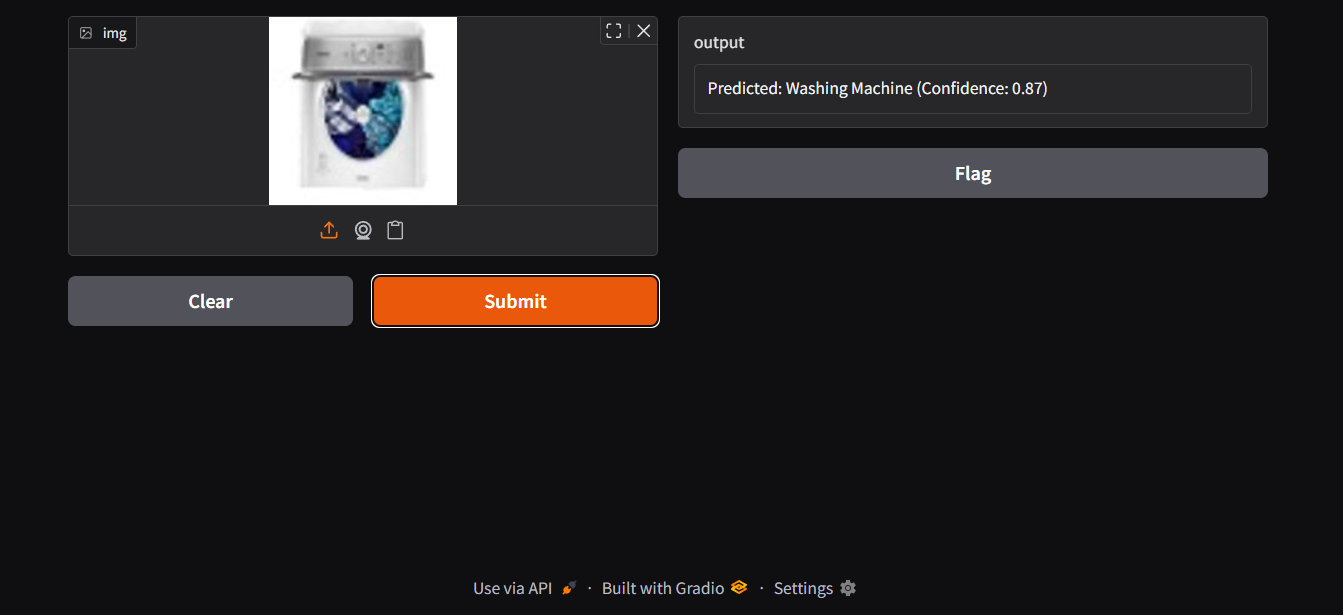 img
output
Predicted: Washing Machine (Confidence: 0.87)
Flag
Clear
Submit
Use via API · Built with Gradio · Settings